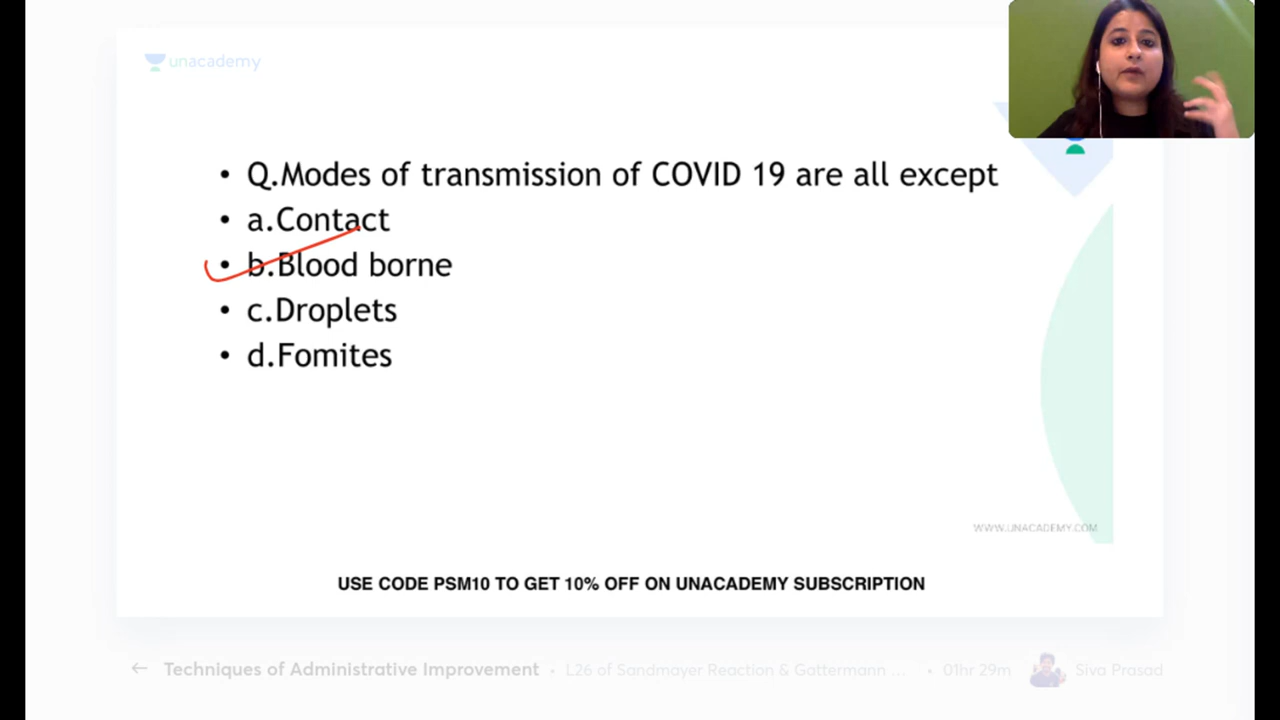 unacademy
• Q.Modes of transmission of COVID 19 are all except
• a.Contact
• b.Blood borne
• c.Droplets
• d.Fomites
WWW.UNACADEMY.COM
USE CODE PSM10 TO GET 10% OFF ON UNACADEMY SUBSCRIPTION
← Techniques of Administrative Improvement • L26 of Sandmayer Reaction & Gattermann ... • 01hr 29m Siva Prasad